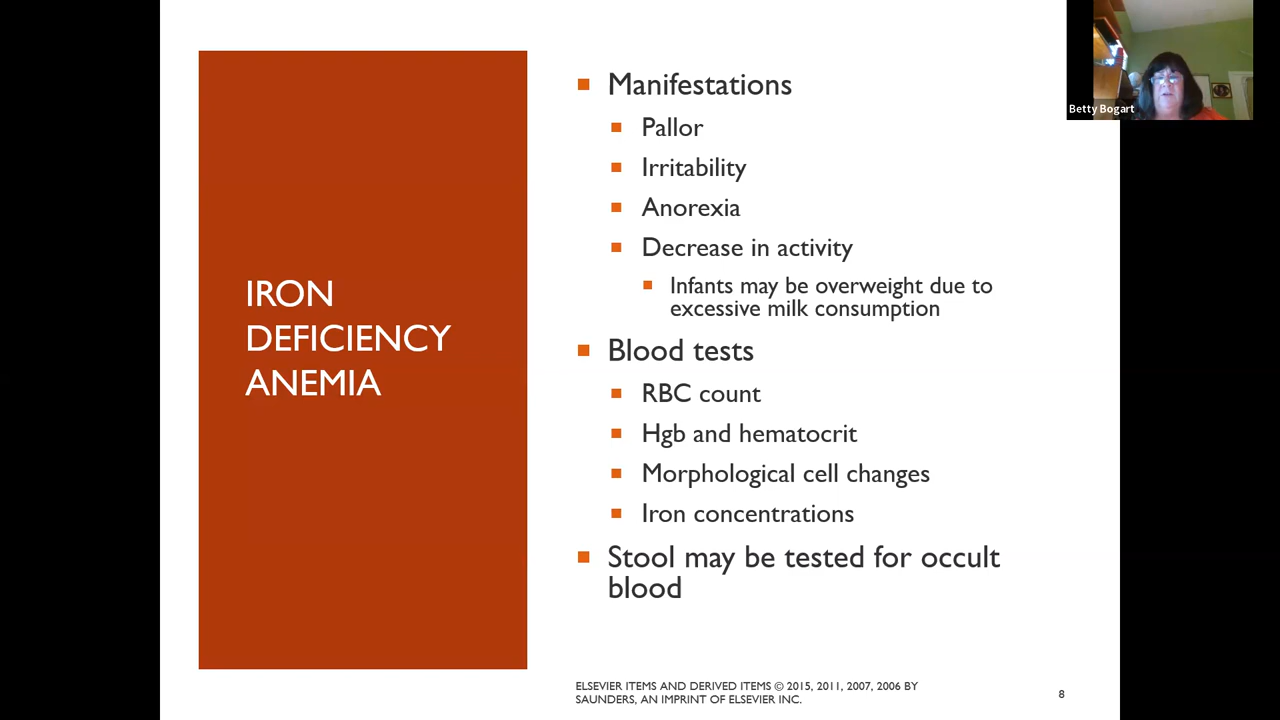 IRON
DEFICIENCY
ANEMIA
Manifestations
Pallor
Irritability
Anorexia
Decrease in activity
Infants may be overweight due to
excessive milk consumption
Blood tests
RBC count
Hgb and hematocrit
Morphological cell changes
Iron concentrations
Stool may be tested for occult
blood
ELSEVIER ITEMS AND DERIVED ITEMS © 2015, 2011, 2007, 2006 BY
SAUNDERS, AN IMPRINT OF ELSEVIER INC.
8
Betty Bogart